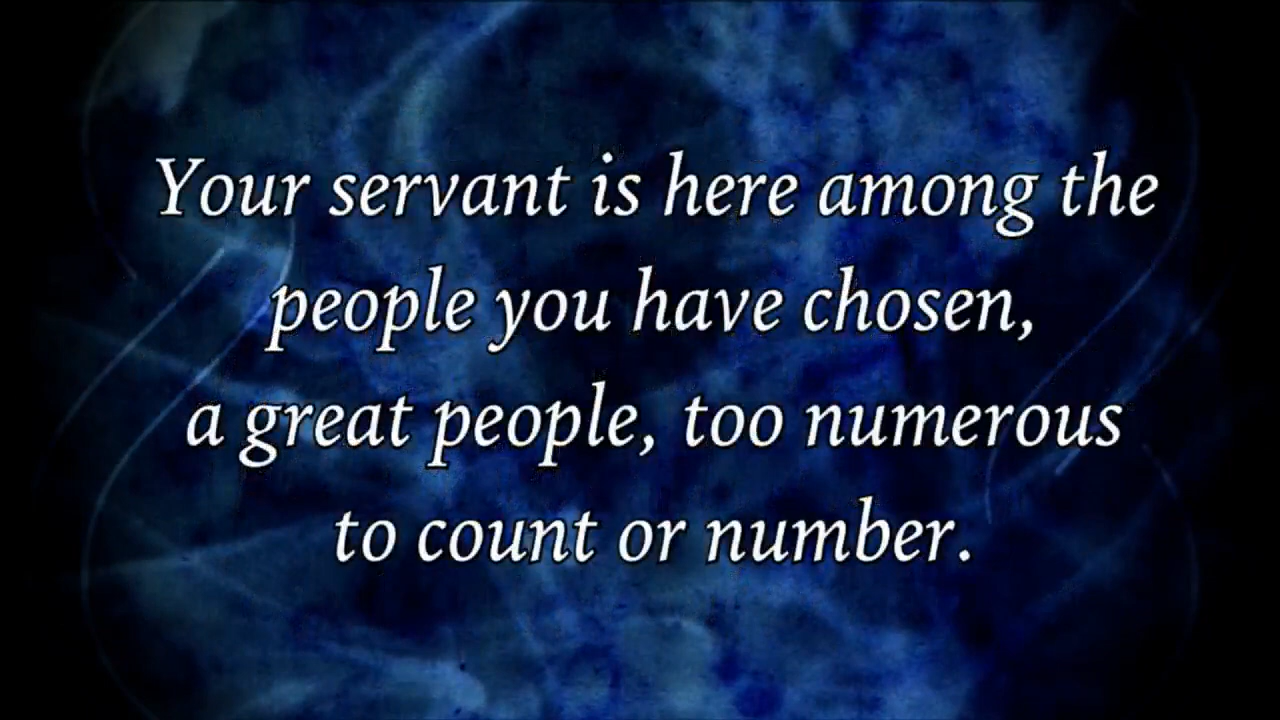 Your servant is here among the
people you have chosen,
a great people, too numerous
to count or number.